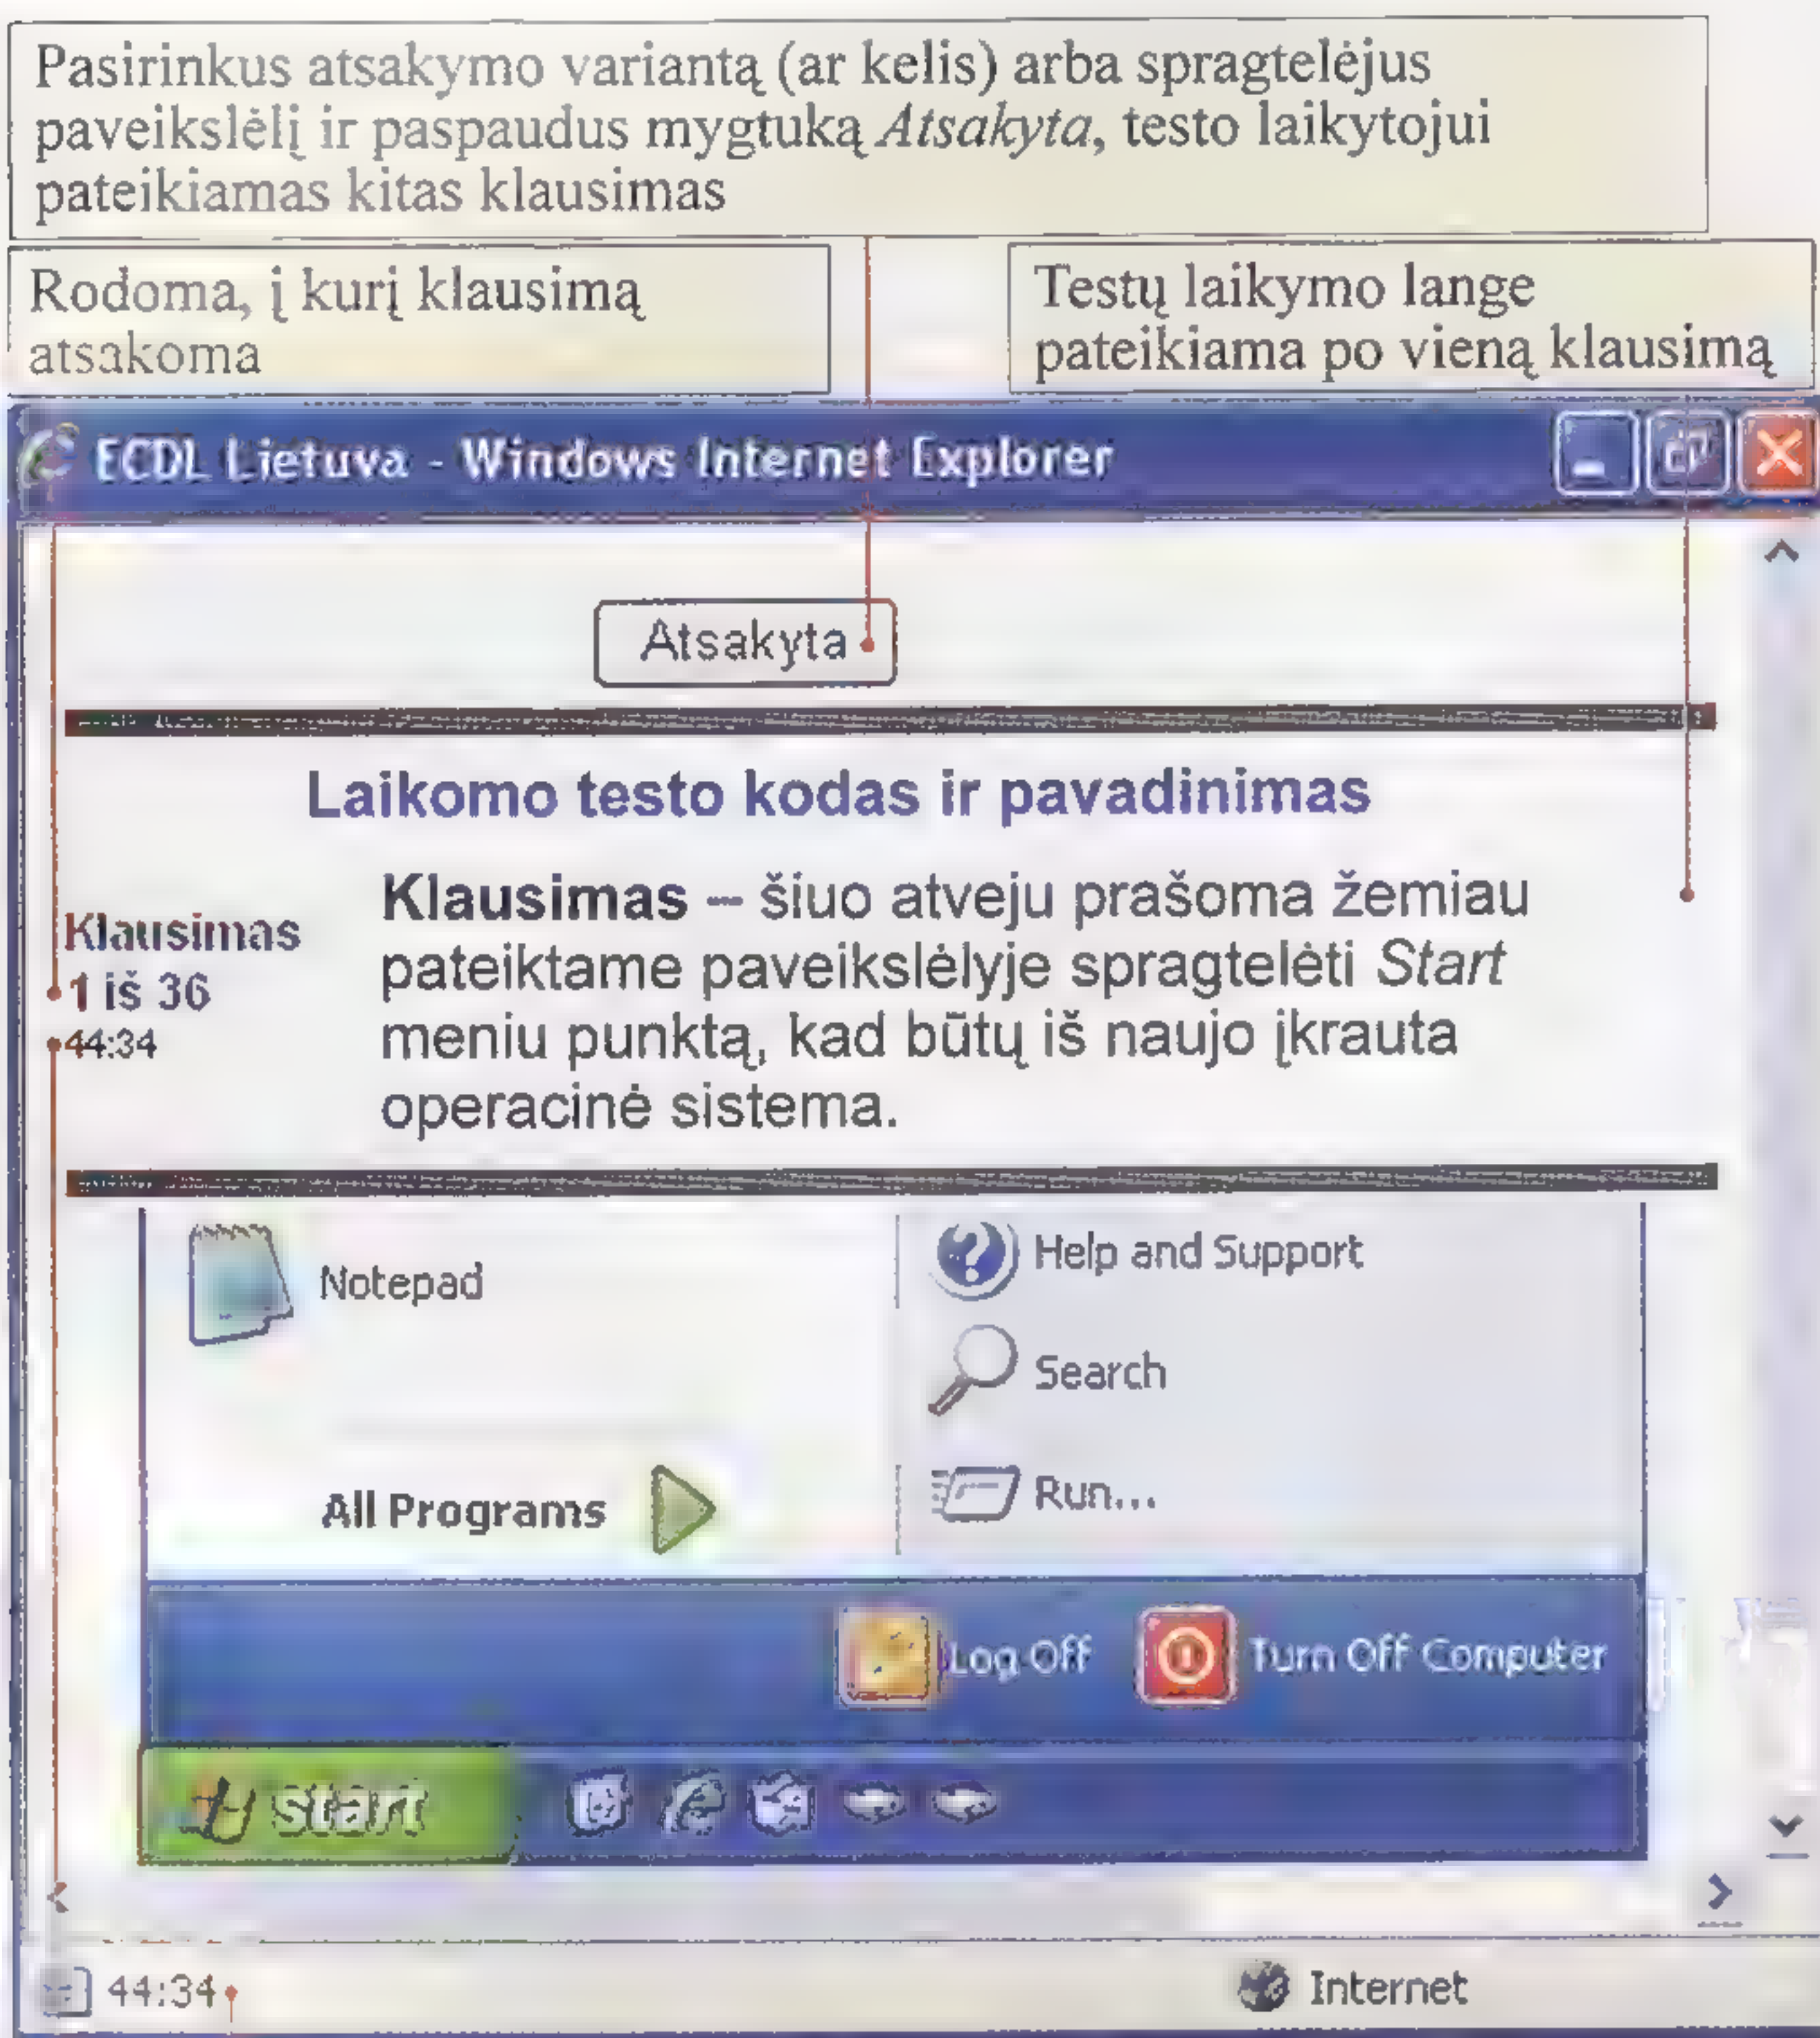 Pasirinkus atsakymo variantą (ar kelis) arba spragtelėjus
paveikslėlį ir paspaudus mygtuką Atsakyta, testo laikytojui
pateikiamas kitas klausimas
Rodoma, į kurį klausimą
atsakoma
Testų laikymo lange
pateikiama po vieną klausimą
ECDL Lietuva - Windows Internet Explorer
Atsakyta
Laikomo testo kodas ir pavadinimas
Klausimas
1 iš 36
44:34
Klausimas – šiuo atveju prašoma žemiau
pateiktame paveikslėlyje spragtelėti Start
meniu punktą, kad būtų iš naujo įkrauta
operacinė sistema.
Notepad
Help and Support
Search
All Programs
Run...
Log Off
Turn Off Computer
start
44:34
Internet